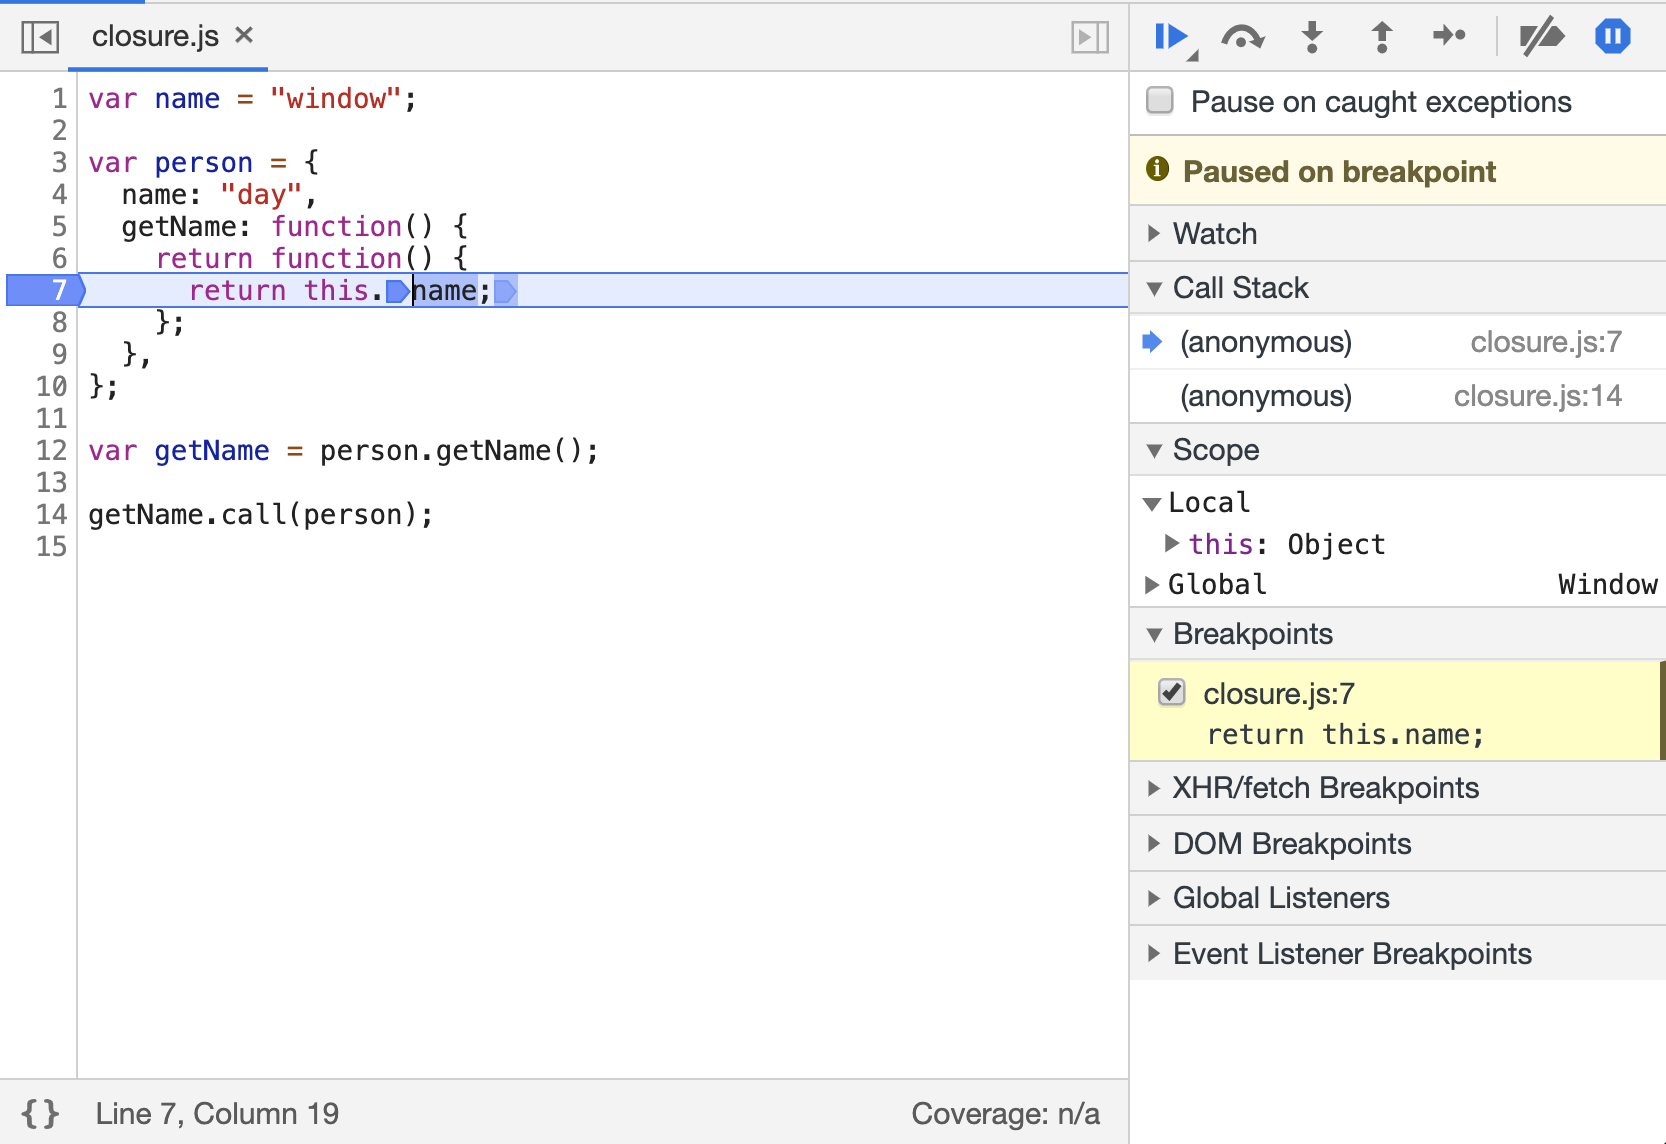 closure.js ×
1 var name = "window";
2
3 var person = {
4 name: "day",
5 getName: function() {
6 return function() {
7 return this.name;
8 };
9 },
10 };
11
12 var getName = person.getName();
13
14 getName.call(person);
15
{} Line 7, Column 19
Coverage: n/a
Pause on caught exceptions
Paused on breakpoint
Watch
Call Stack
(anonymous) closure.js:7
(anonymous) closure.js:14
Scope
Local
this: Object
Global Window
Breakpoints
closure.js:7
return this.name;
XHR/fetch Breakpoints
DOM Breakpoints
Global Listeners
Event Listener Breakpoints